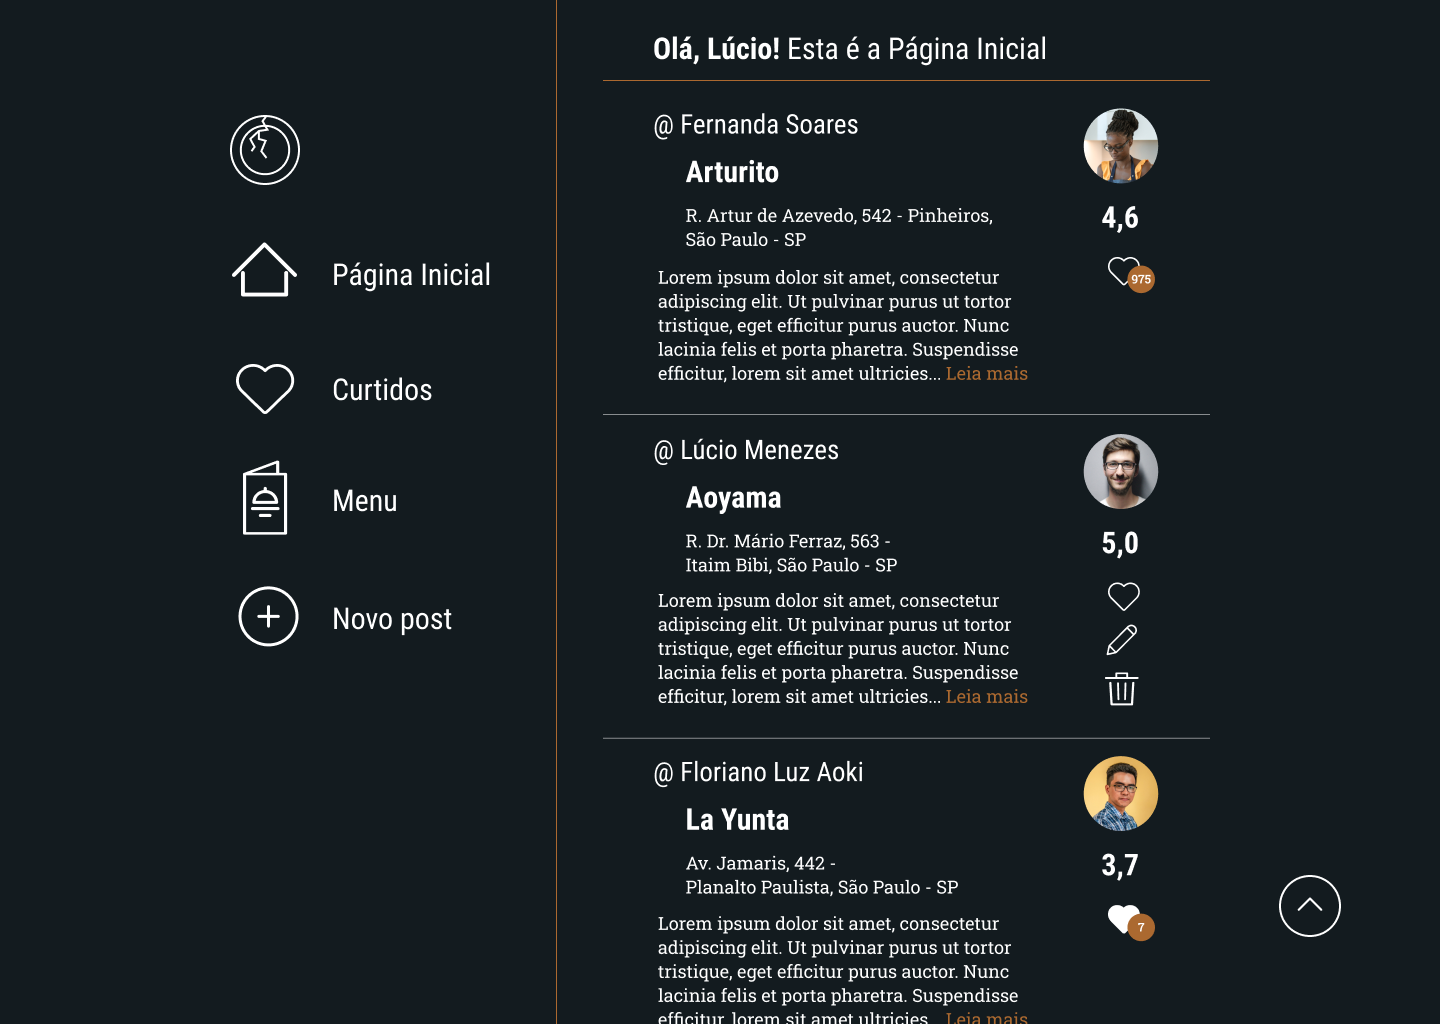 Olá, Lúcio! Esta é a Página Inicial
Página Inicial
Curtidos
Menu
Novo post
@ Fernanda Soares
Arturito
R. Artur de Azevedo, 542 - Pinheiros,
São Paulo - SP
4,6
975
Lorem ipsum dolor sit amet, consectetur
adipiscing elit. Ut pulvinar purus ut tortor
tristique, eget efficitur purus auctor. Nunc
lacinia felis et porta pharetra. Suspendisse
efficitur, lorem sit amet ultricies... Leia mais
@ Lúcio Menezes
Aoyama
R. Dr. Mário Ferraz, 563 -
Itaim Bibi, São Paulo - SP
5,0
Lorem ipsum dolor sit amet, consectetur
adipiscing elit. Ut pulvinar purus ut tortor
tristique, eget efficitur purus auctor. Nunc
lacinia felis et porta pharetra. Suspendisse
efficitur, lorem sit amet ultricies... Leia mais
@ Floriano Luz Aoki
La Yunta
Av. Jamaris, 442 -
Planalto Paulista, São Paulo - SP
3,7
7
Lorem ipsum dolor sit amet, consectetur
adipiscing elit. Ut pulvinar purus ut tortor
tristique, eget efficitur purus auctor. Nunc
lacinia felis et porta pharetra. Suspendisse
efficitur, lorem sit amet ultricies... Leia mais